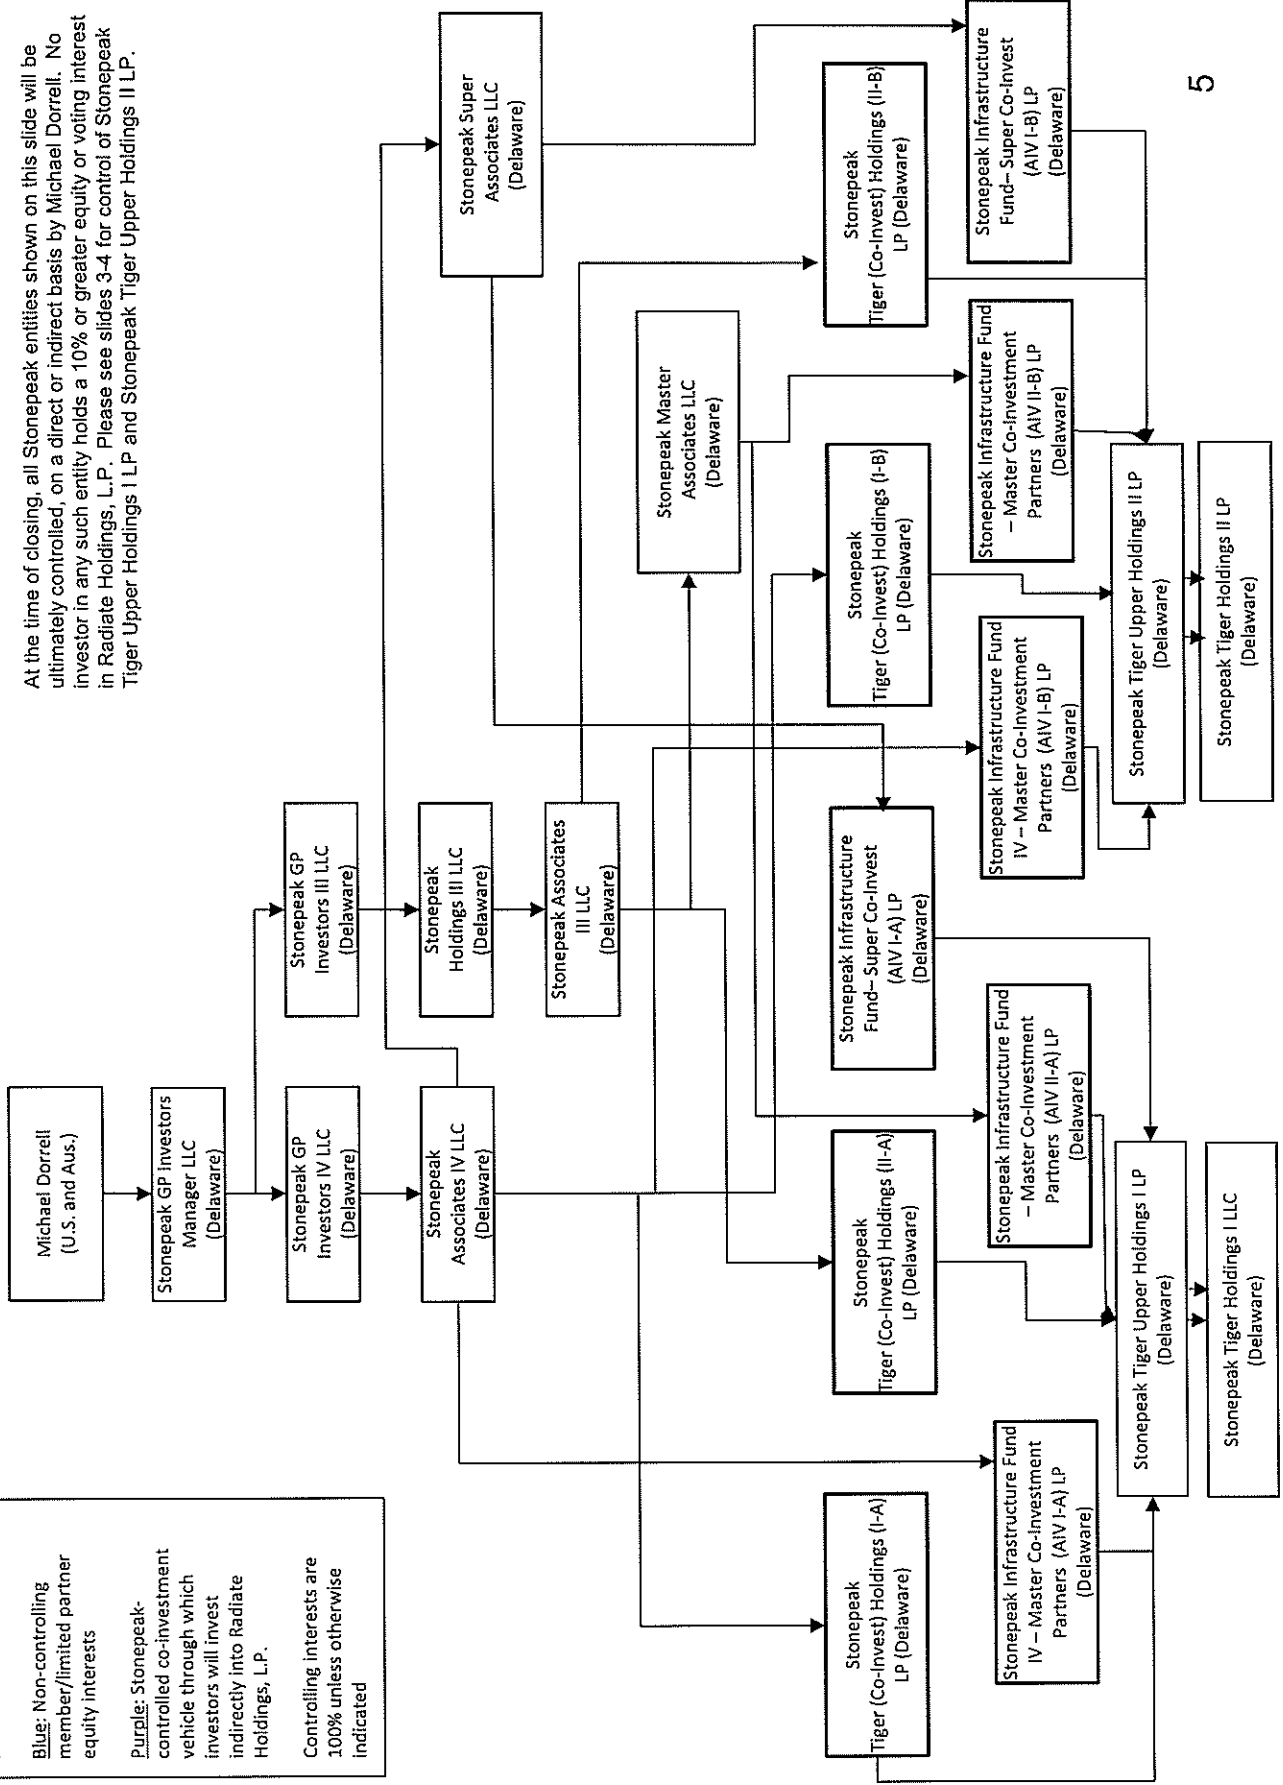 At the time of closing, all Stonepeak entities shown on this slide will be
ultimately controlled, on a direct or indirect basis by Michael Dorrell. No
investor in any such entity holds a 10% or greater equity or voting interest
in Radiate Holdings, L.P. Please see slides 3-4 for control of Stonepeak
Tiger Upper Holdings I LP and Stonepeak Tiger Upper Holdings II LP.
Blue: Non-controlling
member/limited partner
equity interests
Purple: Stonepeak-
controlled co-investment
vehicle through which
investors will invest
indirectly into Radiate
Holdings, L.P.
Controlling interests are
100% unless otherwise
indicated
Michael Dorrell
(U.S. and Aus.)
Stonepeak GP Investors
Manager LLC
(Delaware)
Stonepeak GP
Investors IV LLC
(Delaware)
Stonepeak GP
Investors III LLC
(Delaware)
Stonepeak
Associates IV LLC
(Delaware)
Stonepeak
Holdings III LLC
(Delaware)
Stonepeak Super
Associates LLC
(Delaware)
Stonepeak Associates
III LLC
(Delaware)
Stonepeak Master
Associates LLC
(Delaware)
Stonepeak
Tiger (Co-Invest) Holdings (I-A)
LP (Delaware)
Stonepeak
Tiger (Co-Invest) Holdings (II-A)
LP (Delaware)
Stonepeak Infrastructure
Fund– Super Co-Invest
(AIV I-A) LP
(Delaware)
Stonepeak
Tiger (Co-Invest) Holdings (I-B)
LP (Delaware)
Stonepeak
Tiger (Co-Invest) Holdings (II-B)
LP (Delaware)
Stonepeak Infrastructure Fund
IV – Master Co-Investment
Partners (AIV I-A) LP
(Delaware)
Stonepeak Infrastructure Fund
– Master Co-Investment
Partners (AIV II-A) LP
(Delaware)
Stonepeak Infrastructure Fund
IV – Master Co-Investment
Partners (AIV I-B) LP
(Delaware)
Stonepeak Infrastructure Fund
– Master Co-Investment
Partners (AIV II-B) LP
(Delaware)
Stonepeak Infrastructure
Fund– Super Co-Invest
(AIV I-B) LP
(Delaware)
Stonepeak Tiger Upper Holdings I LP
(Delaware)
Stonepeak Tiger Upper Holdings II LP
(Delaware)
Stonepeak Tiger Holdings I LLC
(Delaware)
Stonepeak Tiger Holdings II LP
(Delaware)
5